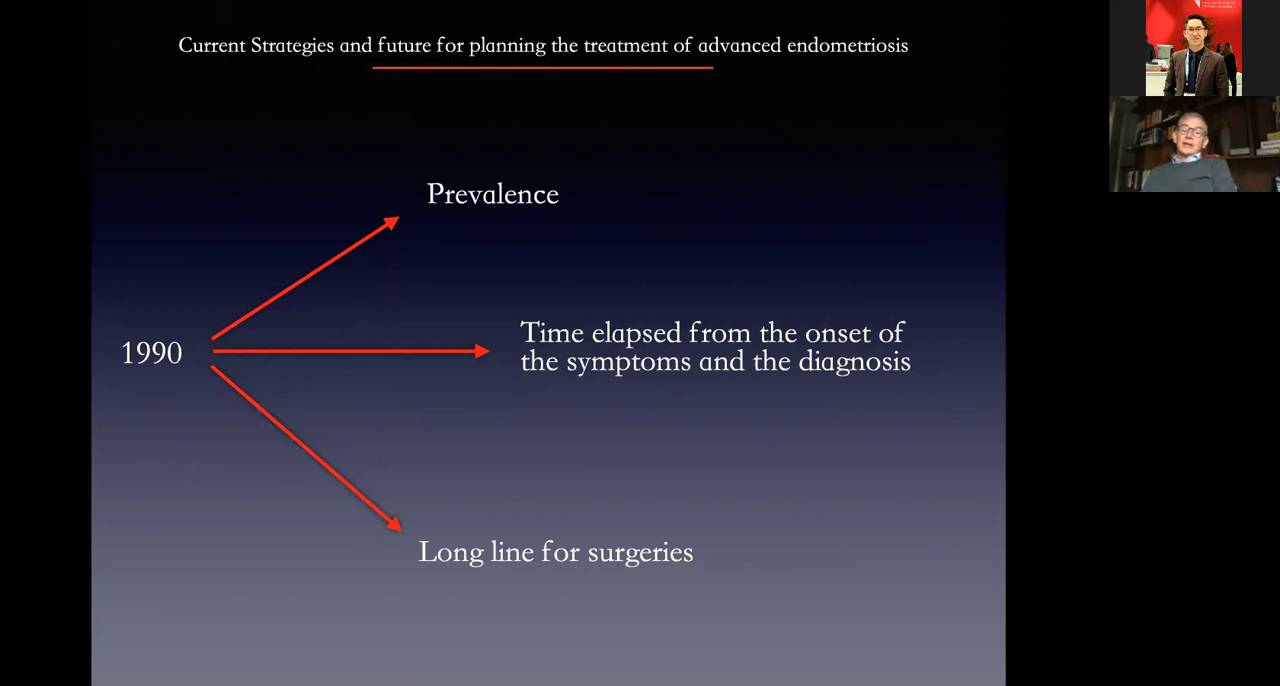 Current Strategies and future for planning the treatment of advanced endometriosis
Prevalence
Time elapsed from the onset of
the symptoms and the diagnosis
1990
Long line for surgeries